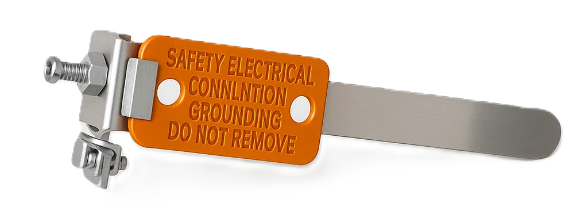 SAFETY ELECTRICAL
CONNLNTION
GROUNDING
DO NOT REMOVE